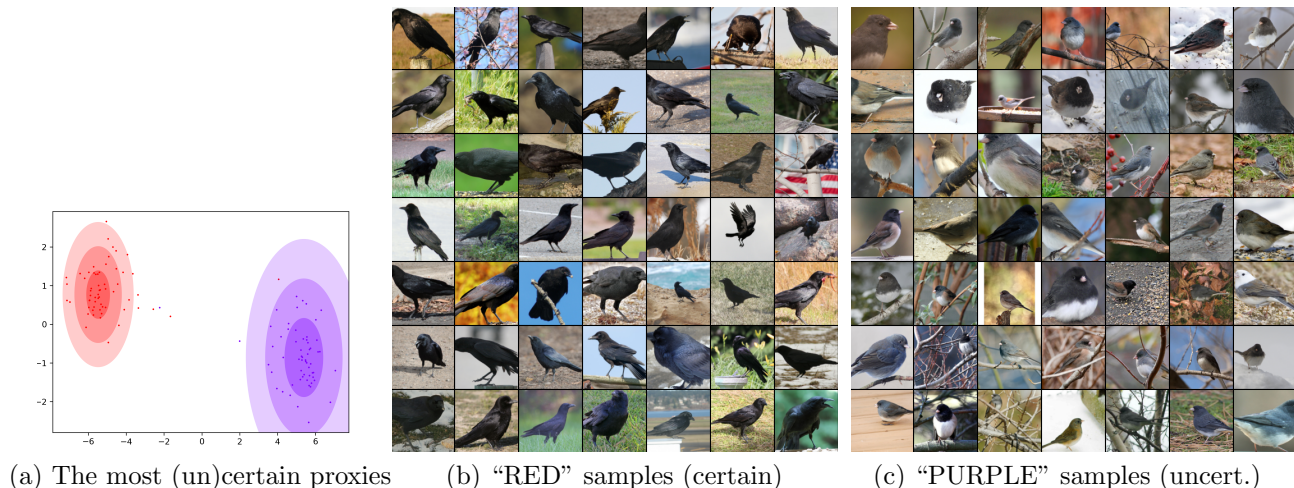 2
1
0
−1
−2
−6 −4 −2 0 2 4 6
(a) The most (un)certain proxies
(b) “RED” samples (certain)
(c) “PURPLE” samples (uncert.)